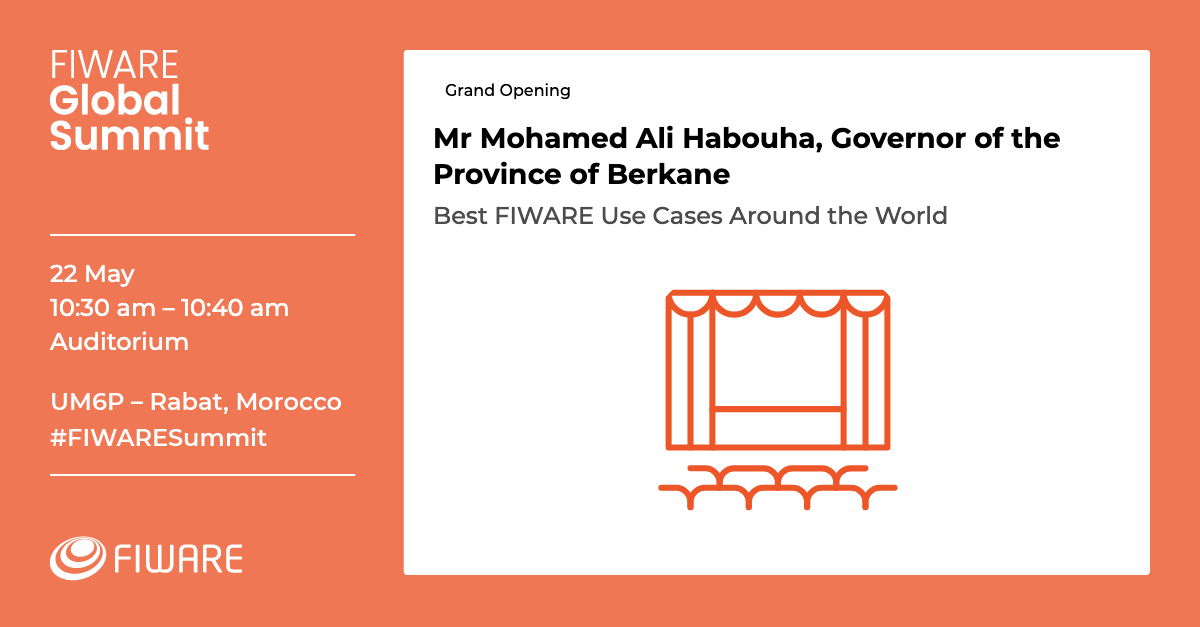 FIWARE
Global
Summit
22 May
10:30 am – 10:40 am
Auditorium
UM6P – Rabat, Morocco
#FIWARESummit
FIWARE
Grand Opening
Mr Mohamed Ali Habouha, Governor of the
Province of Berkane
Best FIWARE Use Cases Around the World